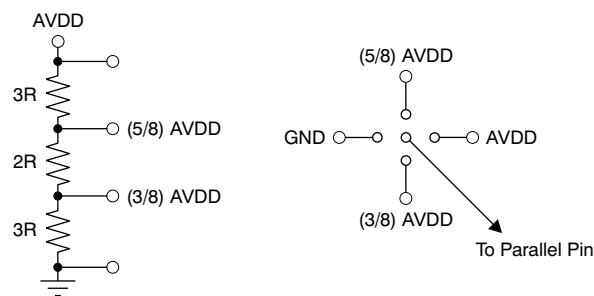 AVDD
3R
(5/8) AVDD
2R
(3/8) AVDD
3R
(5/8) AVDD
GND
AVDD
(3/8) AVDD
To Parallel Pin